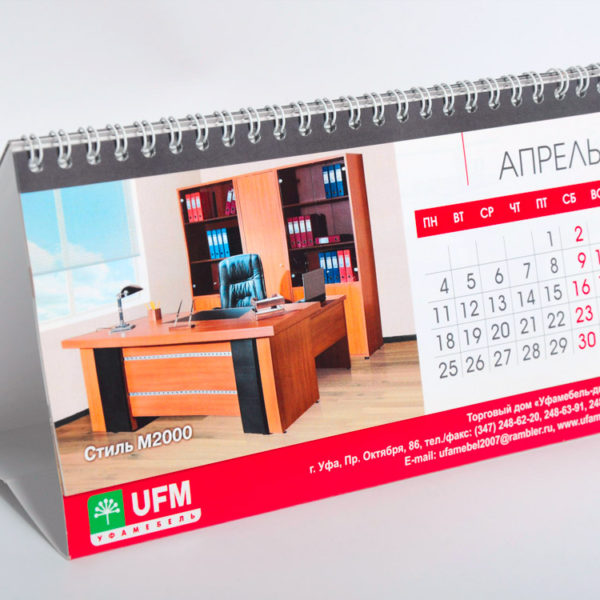 АПРЕЛЬ
ПН ВТ СР ЧТ ПТ СБ
1 2
4 5 6 7 8 9
11 12 13 14 15 16
18 19 20 21 22 23
25 26 27 28 29 30
Стиль М2000
Торговый дом «Уфамебель-
г. Уфа, Пр. Октября, 86, тел./факс: (347) 248-62-20, 248-63-91,
E-mail: ufamebel2007@rambler.ru,
UFM
УФАМЕБЕЛЬ